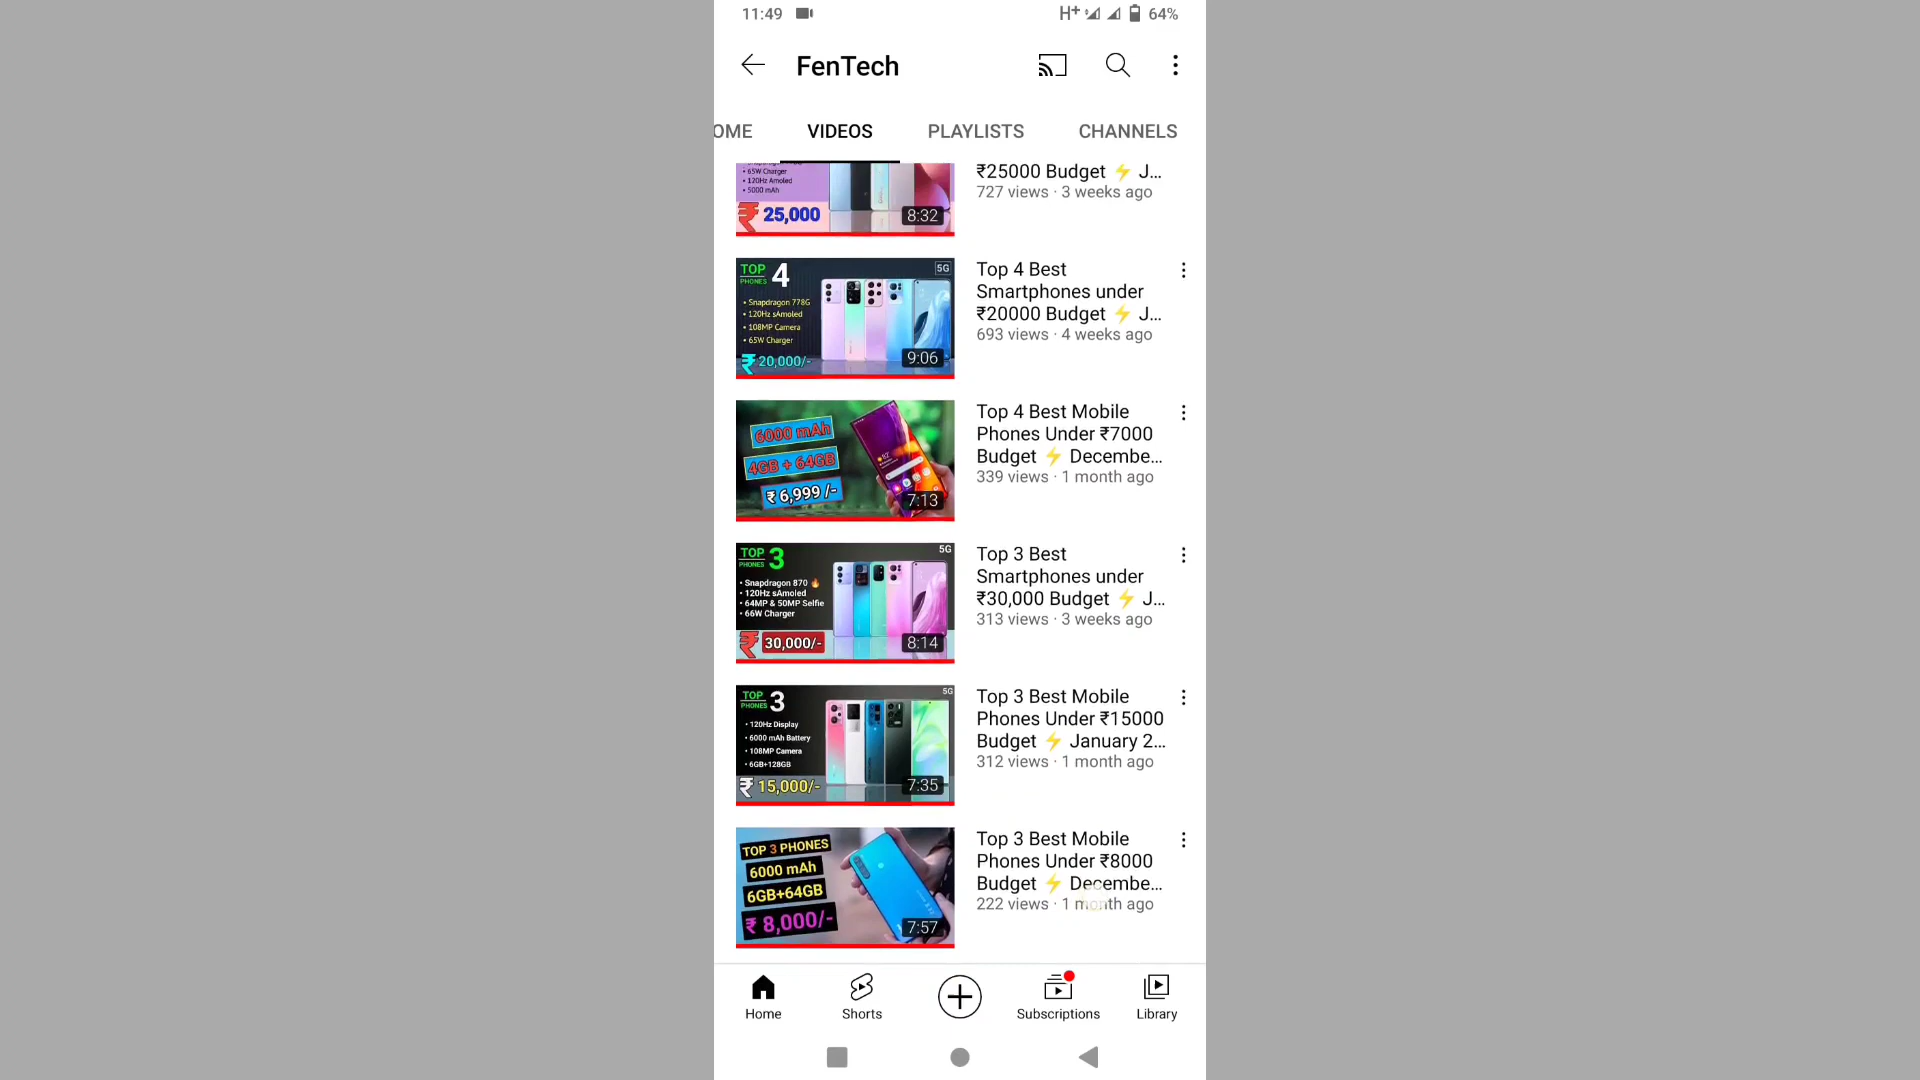 11:49 H+ 64%
FenTech
OME VIDEOS PLAYLISTS CHANNELS
• 65W Charger
• 120Hz Amoled
• 5000 mAh
₹ 25,000
8:32
₹25000 Budget ⚡ J...
727 views · 3 weeks ago
TOP 4
PHONES
5G
• Snapdragon 778G
• 120Hz sAmoled
• 108MP Camera
• 65W Charger
₹ 20,000/-
9:06
Top 4 Best
Smartphones under
₹20000 Budget ⚡ J...
693 views · 4 weeks ago
6000 mAh
4GB + 64GB
₹ 6,999 /-
7:13
Top 4 Best Mobile
Phones Under ₹7000
Budget ⚡ Decembe...
339 views · 1 month ago
TOP 3
PHONES
5G
• Snapdragon 870 🔥
• 120Hz sAmoled
• 64MP & 50MP Selfie
• 66W Charger
₹ 30,000/-
8:14
Top 3 Best
Smartphones under
₹30,000 Budget ⚡ J...
313 views · 3 weeks ago
TOP 3
PHONES
5G
• 120Hz Display
• 6000 mAh Battery
• 108MP Camera
• 6GB+128GB
₹ 15,000/-
7:35
Top 3 Best Mobile
Phones Under ₹15000
Budget ⚡ January 2...
312 views · 1 month ago
TOP 3 PHONES
6000 mAh
6GB+64GB
₹ 8,000/-
7:57
Top 3 Best Mobile
Phones Under ₹8000
Budget ⚡ Decembe...
222 views · 1 month ago
Home Shorts Subscriptions Library